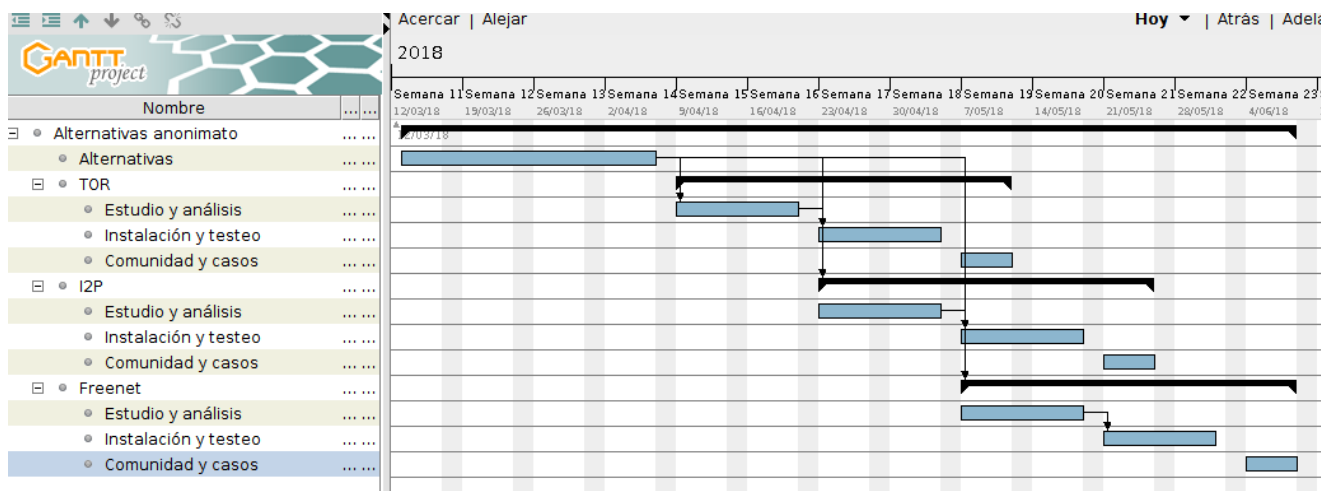 Acercar | Alejar
Hoy | Atrás | Adela
GANTT
project
2018
Semana 11 Semana 12 Semana 13 Semana 14 Semana 15 Semana 16 Semana 17 Semana 18 Semana 19 Semana 20 Semana 21 Semana 22 Semana 23
Nombre ... ...
12/03/18 19/03/18 26/03/18 2/04/18 9/04/18 16/04/18 22/04/18 30/04/18 7/05/18 14/05/18 21/05/18 28/05/18 4/06/18
Alternativas anonimato ... ...
12/03/18
Alternativas ... ...
TOR ... ...
Estudio y análisis ... ...
Instalación y testeo ... ...
Comunidad y casos ... ...
I2P ... ...
Estudio y análisis ... ...
Instalación y testeo ... ...
Comunidad y casos ... ...
Freenet ... ...
Estudio y análisis ... ...
Instalación y testeo ... ...
Comunidad y casos ... ...